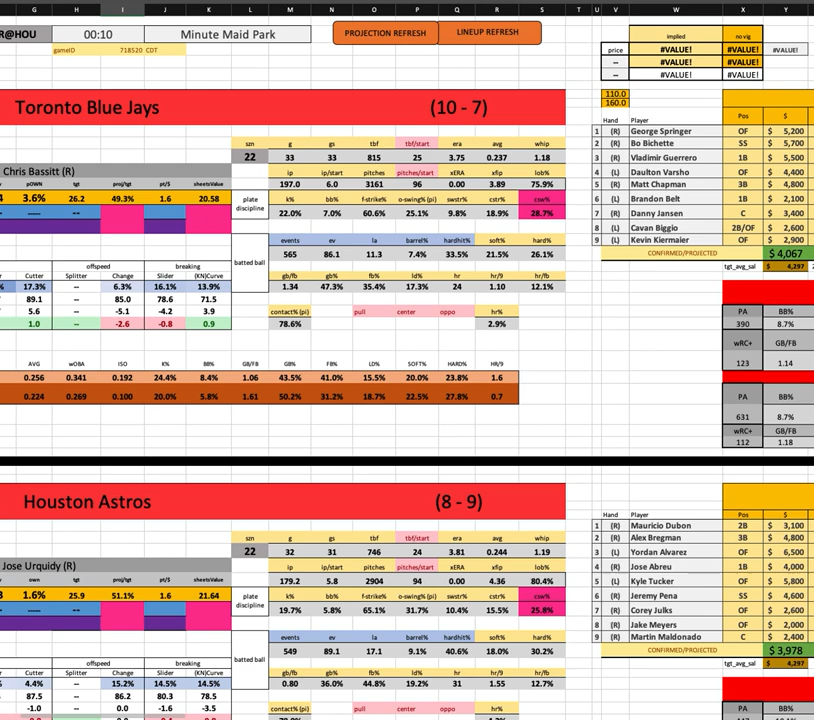 G H I J K L M N O P Q R S T U V W X Y
R@HOU 00:10 Minute Maid Park PROJECTION REFRESH LINEUP REFRESH implied no vig
gameID 718520 CDT price #VALUE! #VALUE! #VALUE!
-- #VALUE! #VALUE!
-- #VALUE! #VALUE!
Toronto Blue Jays (10 - 7) 110.0
160.0
Hand Player Pos $
1 (R) George Springer OF $ 5,200
szn g gs tbf tbf/start era avg whip 2 (R) Bo Bichette SS $ 5,700
22 33 33 815 25 3.75 0.237 1.18 3 (R) Vladimir Guerrero 1B $ 5,500
Chris Bassitt (R) ip ip/start pitches pitches/start xERA xfip lob% 4 (L) Daulton Varsho OF $ 4,400
pOWN tgt proj/tgt pt/$ sheetsValue 197.0 6.0 3161 96 0.00 3.89 75.9% 5 (R) Matt Chapman 3B $ 4,800
3.6% 26.2 49.3% 1.6 20.58 plate discipline k% bb% f-strike% o-swing% (pi) swstr% cstr% csw% 6 (L) Brandon Belt 1B $ 2,100
-- ---- 22.0% 7.0% 60.6% 25.1% 9.8% 18.9% 28.7% 7 (R) Danny Jansen C $ 3,400
8 (L) Cavan Biggio 2B/OF $ 2,600
batted ball events ev la barrel% hardhit% soft% hard% 9 (L) Kevin Kiermaier OF $ 2,900
565 86.1 11.3 7.4% 33.5% 21.5% 26.1% CONFIRMED/PROJECTED $ 4,067
offspeed breaking tgt_avg_sal $ 4,297
Cutter Splitter Change Slider (KN)Curve gb/fb gb% fb% ld% hr hr/9 hr/fb
17.3% -- 6.3% 16.1% 13.9% 1.34 47.3% 35.4% 17.3% 24 1.10 12.1%
89.1 -- 85.0 78.6 71.5
5.6 -- -5.1 -4.2 3.9 contact% (pi) pull center oppo hr% PA BB%
1.0 -- -2.6 -0.8 0.9 78.6% 2.9% 390 8.7%
wRC+ GB/FB
AVG wOBA ISO K% BB% GB/FB GB% FB% LD% SOFT% HARD% HR/9 123 1.14
0.256 0.341 0.192 24.4% 8.4% 1.06 43.5% 41.0% 15.5% 20.0% 23.8% 1.6
0.224 0.269 0.100 20.0% 5.8% 1.61 50.2% 31.2% 18.7% 22.5% 27.8% 0.7 PA BB%
631 8.7%
wRC+ GB/FB
112 1.18
Houston Astros (8 - 9)
Hand Player Pos $
1 (R) Mauricio Dubon 2B $ 3,100
szn g gs tbf tbf/start era avg whip 2 (R) Alex Bregman 3B $ 4,800
22 32 31 746 24 3.81 0.244 1.19 3 (L) Yordan Alvarez OF $ 6,500
Jose Urquidy (R) ip ip/start pitches pitches/start xERA xfip lob% 4 (R) Jose Abreu 1B $ 4,000
own tgt proj/tgt pt/$ sheetsValue 179.2 5.8 2904 94 0.00 4.36 80.4% 5 (L) Kyle Tucker OF $ 5,800
1.6% 25.9 51.1% 1.6 21.64 plate discipline k% bb% f-strike% o-swing% (pi) swstr% cstr% csw% 6 (R) Jeremy Pena SS $ 4,600
-- ---- 19.7% 5.8% 65.1% 31.7% 10.4% 15.5% 25.8% 7 (R) Corey Julks OF $ 2,600
8 (R) Jake Meyers OF $ 2,000
batted ball events ev la barrel% hardhit% soft% hard% 9 (R) Martin Maldonado C $ 2,400
549 89.1 17.1 9.1% 40.6% 18.0% 30.2% CONFIRMED/PROJECTED $ 3,978
offspeed breaking tgt_avg_sal $ 4,297
Cutter Splitter Change Slider (KN)Curve gb/fb gb% fb% ld% hr hr/9 hr/fb
4.4% 15.2% 14.5% 14.5% 0.80 36.0% 44.8% 19.2% 31 1.55 12.7%
87.5 -- 86.2 80.3 78.5
-1.0 -- 0.0 -1.6 -3.5 contact% (pi) pull center oppo hr% PA BB%